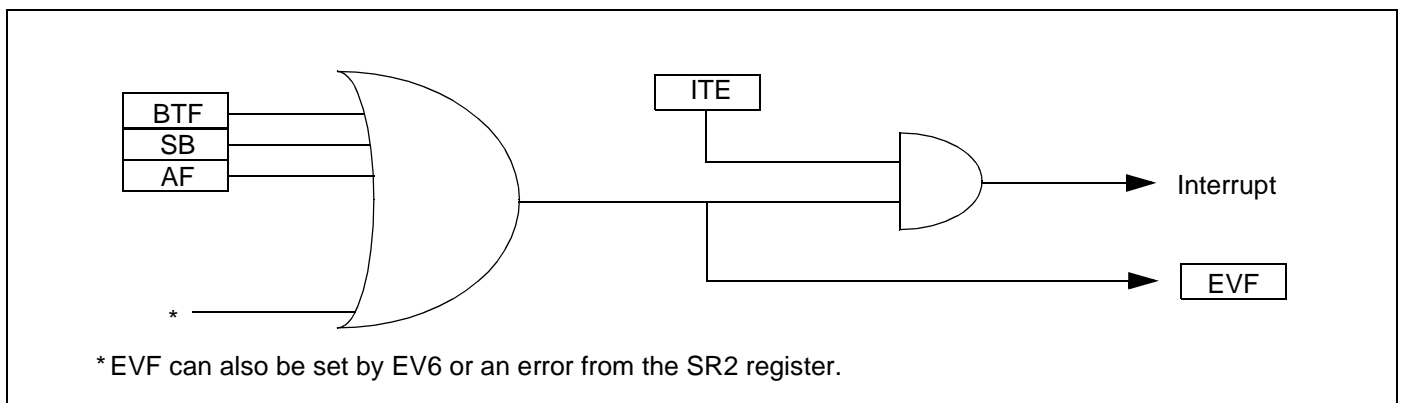 ITE
BTF
SB
AF
Interrupt
EVF
*
* EVF can also be set by EV6 or an error from the SR2 register.